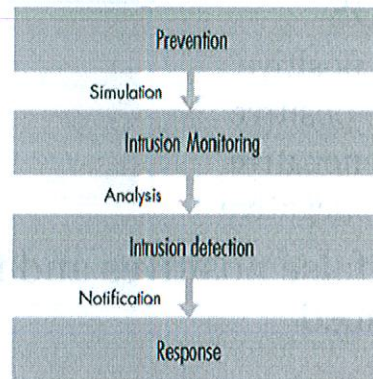 Prevention
Simulation
Intrusion Monitoring
Analysis
Intrusion detection
Notification
Response